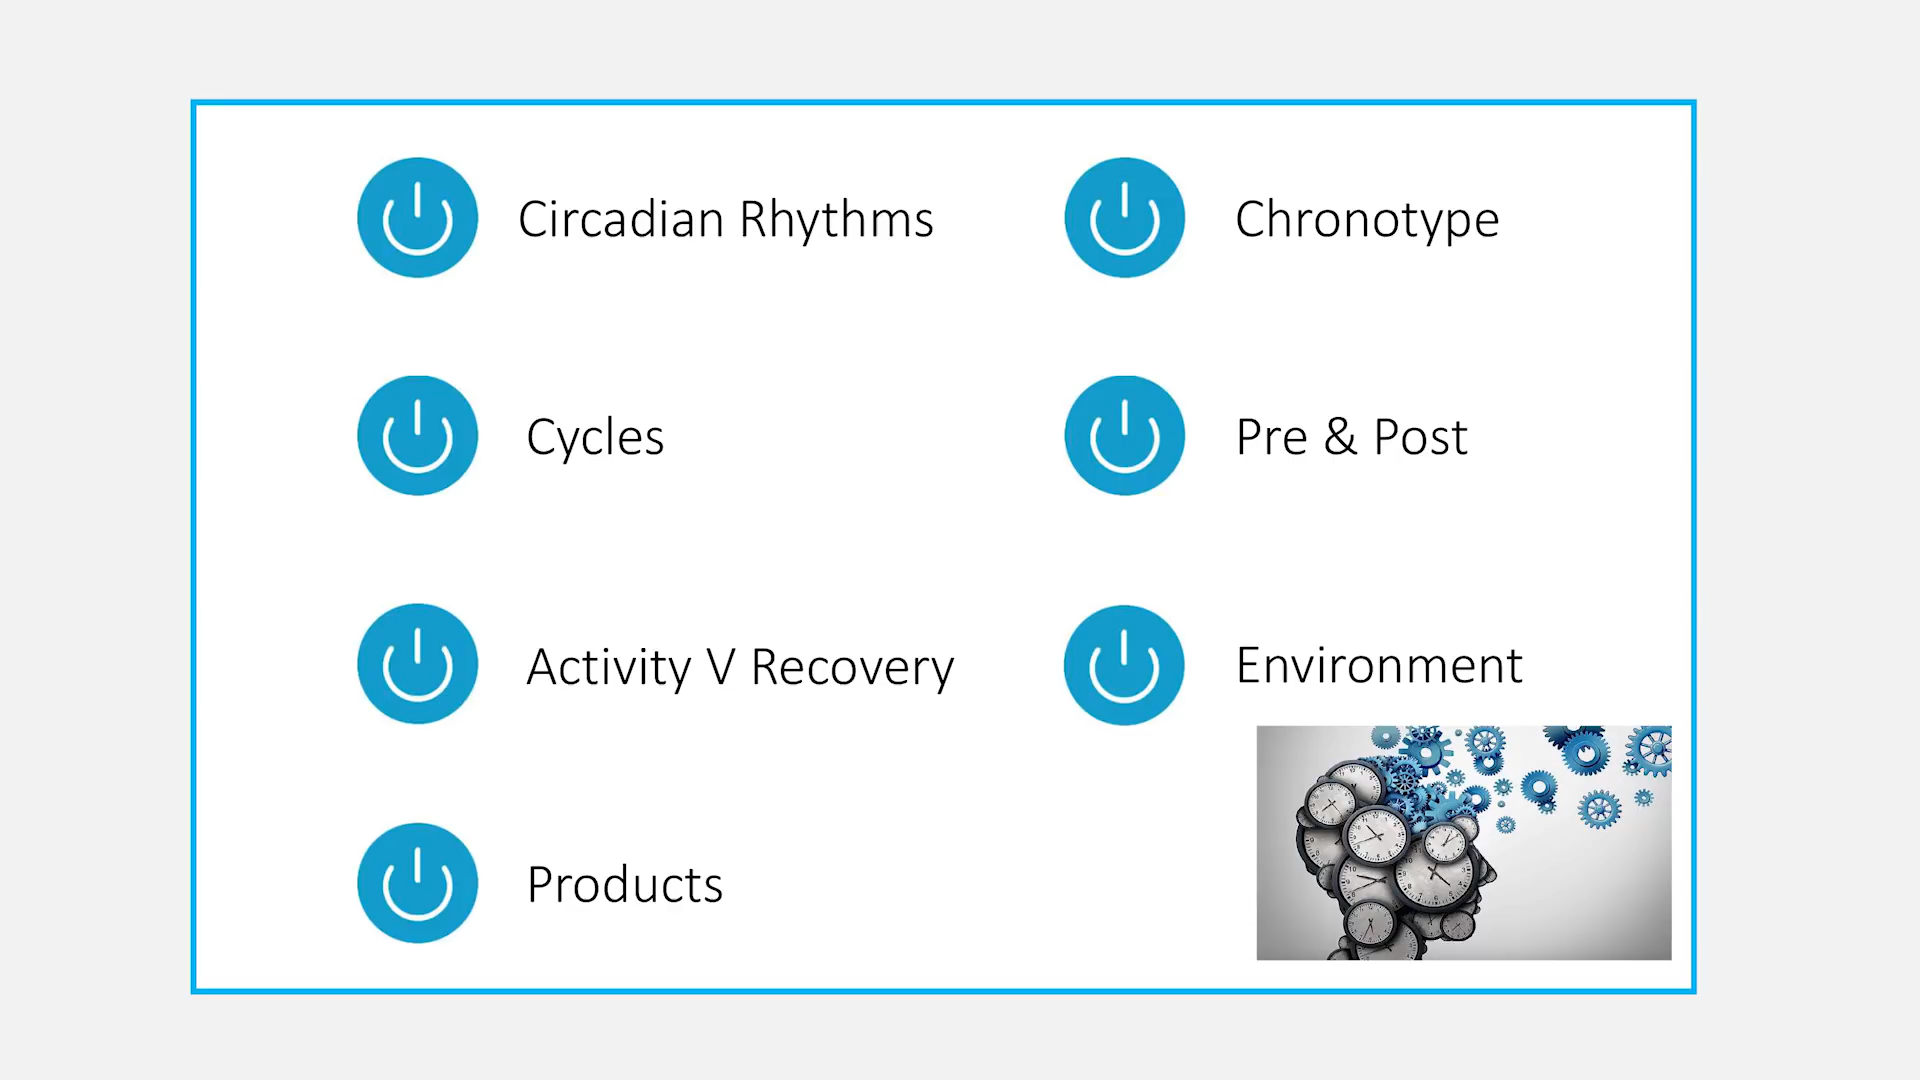 Circadian Rhythms
Chronotype
Cycles
Pre & Post
Activity V Recovery
Environment
Products